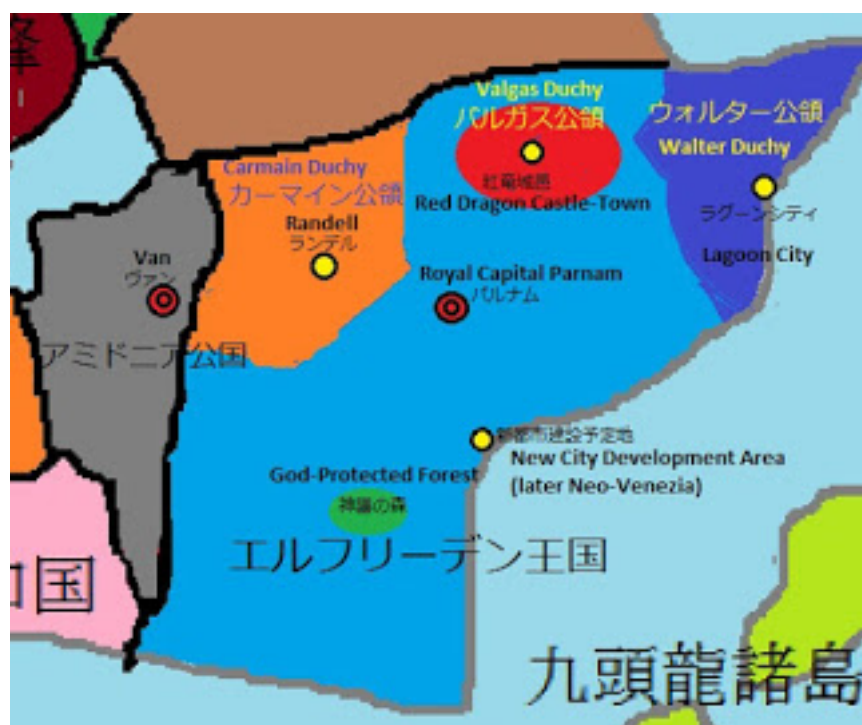 Valgas Duchy
バルガス公領
ウォルター公領
Walter Duchy
Carmain Duchy
カーマイン公領
紅竜城邑
Red Dragon Castle-Town
ラグーンシティ
Lagoon City
Randell
ランデル
Van
ヴァン
Royal Capital Parnam
パルナム
アミドニア公国
新都市建設予定地
New City Development Area
(later Neo-Venezia)
God-Protected Forest
神護の森
エルフリーデン王国
国
九頭龍諸島